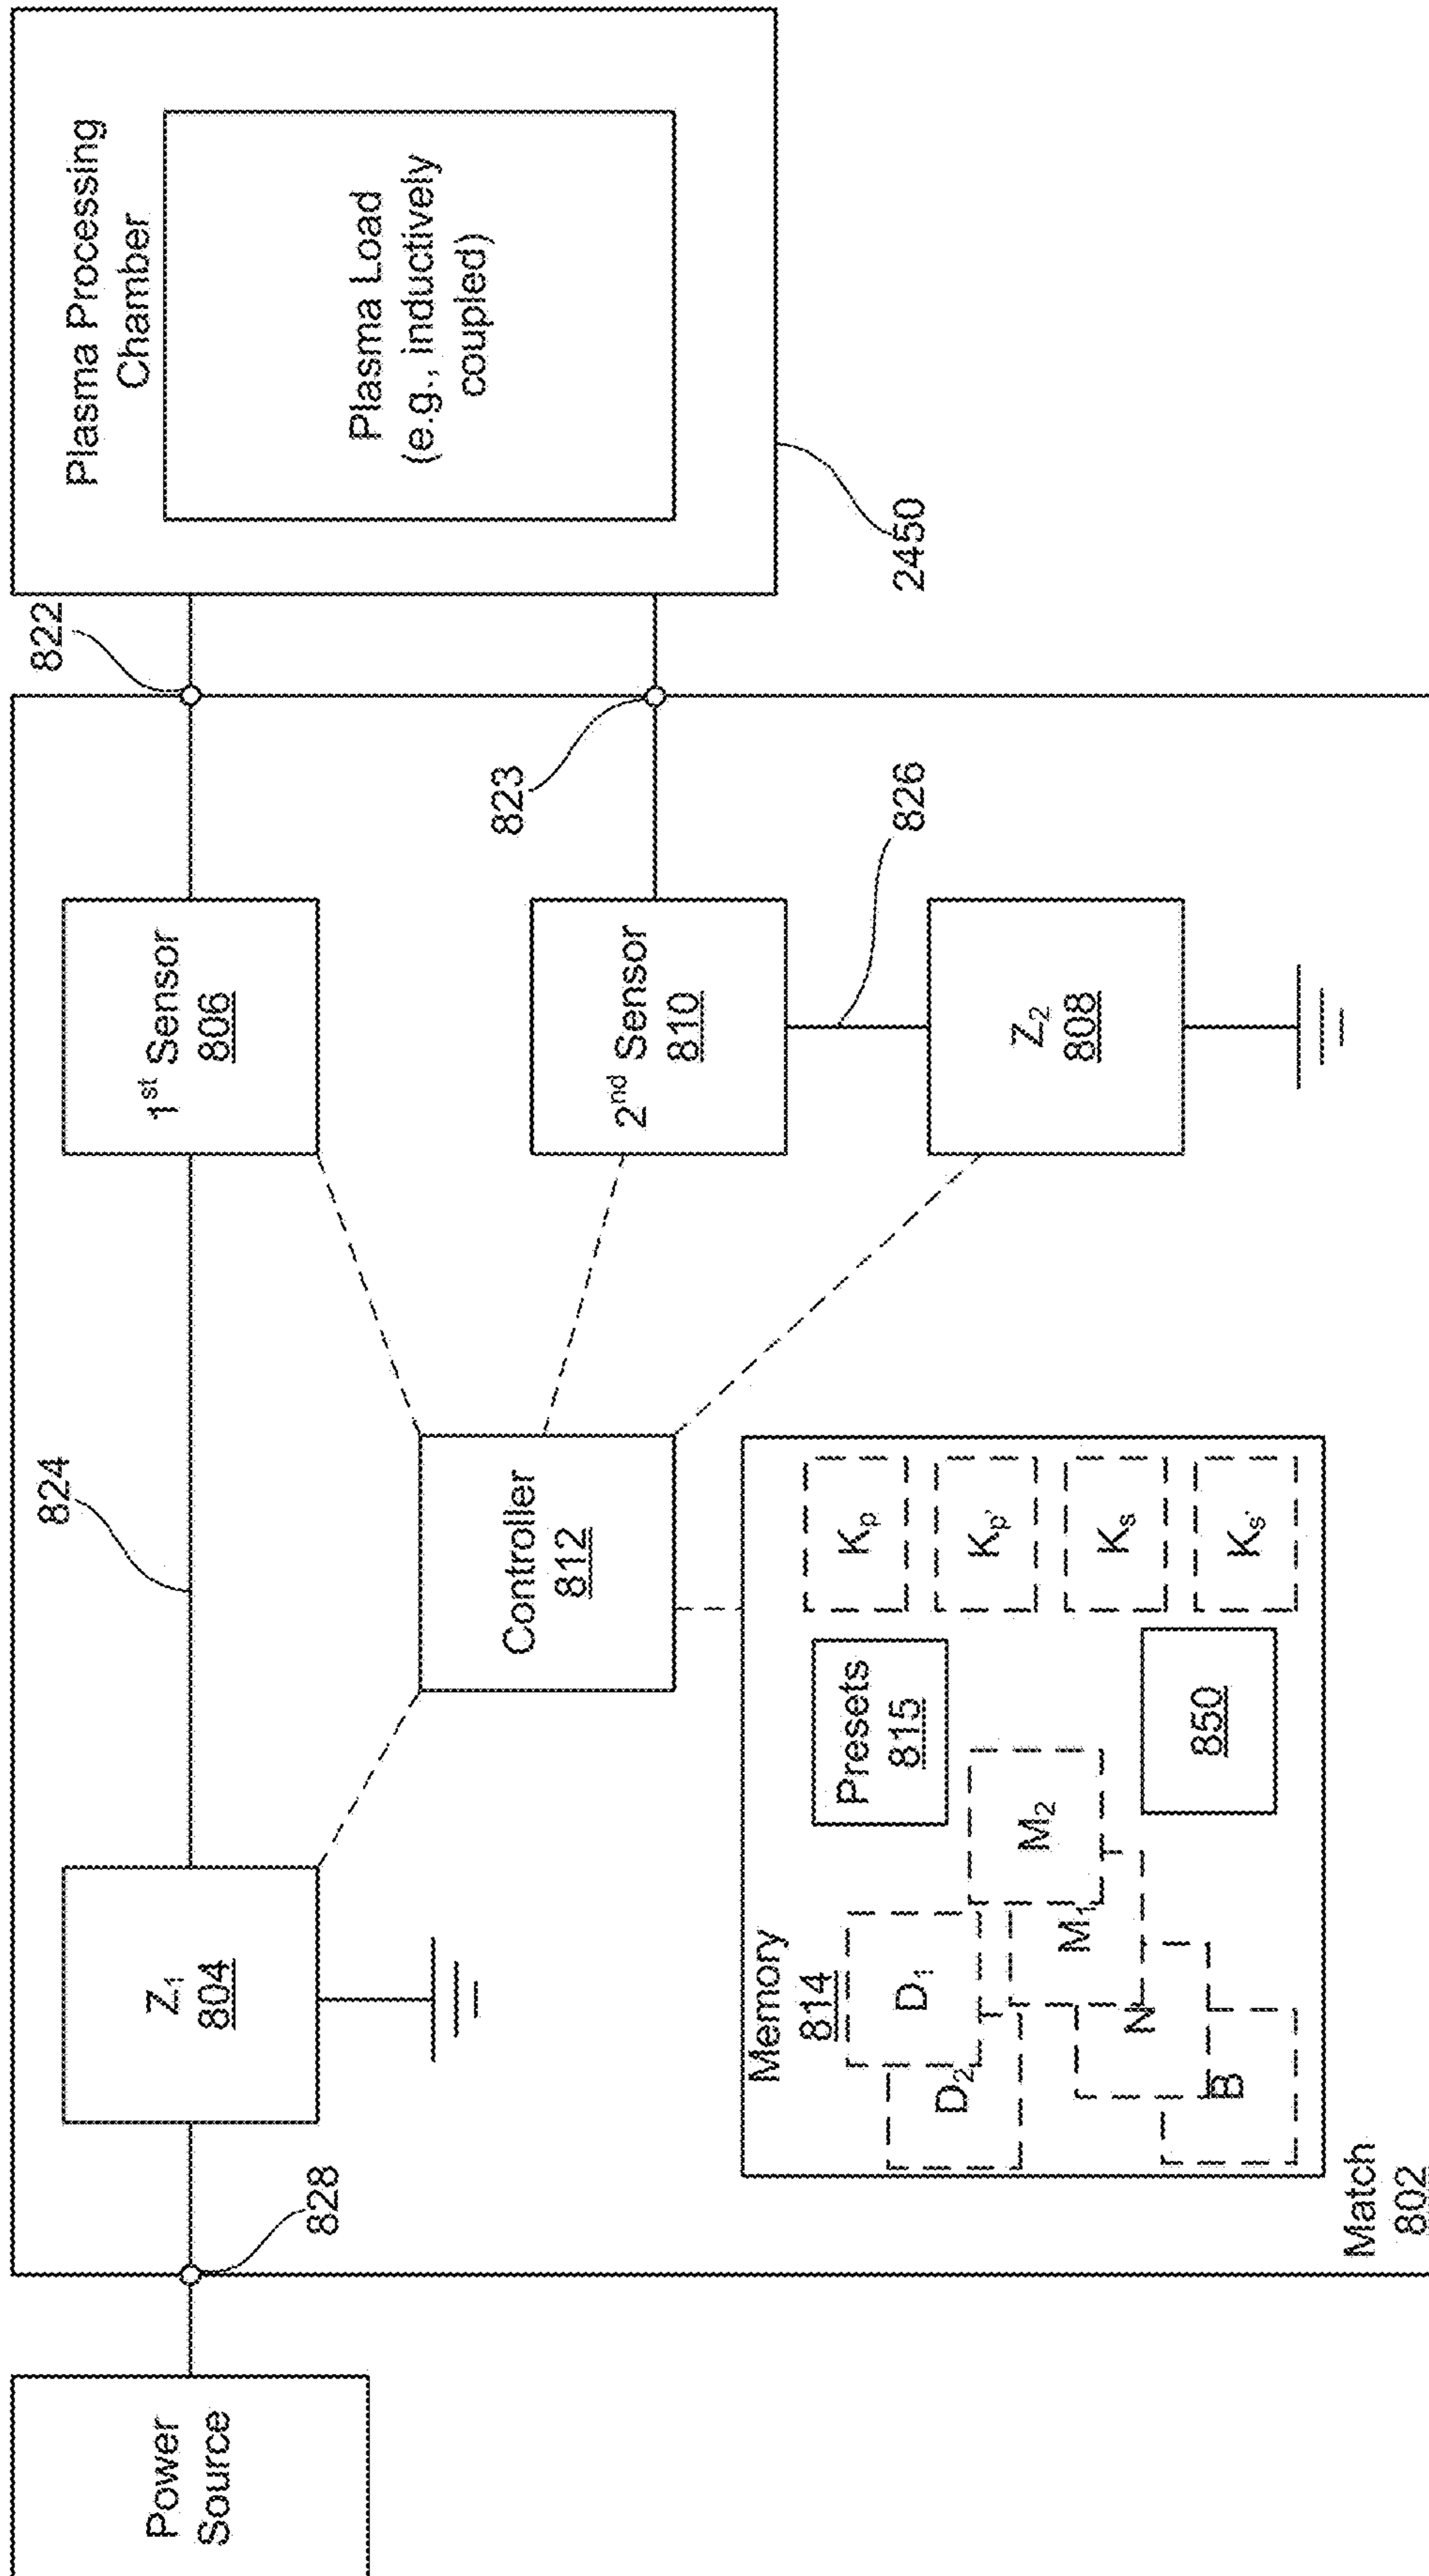 Power
Source
828
Z1
804
824
1st Sensor
806
822
Plasma Processing
Chamber
Plasma Load
(e.g., inductively
coupled)
2450
Controller
812
2nd Sensor
810
823
826
Z2
808
Memory
814
D1
D2
M2
M1
N
B
Presets
815
850
Kp
Kp'
Ks
Ks'
Match
802